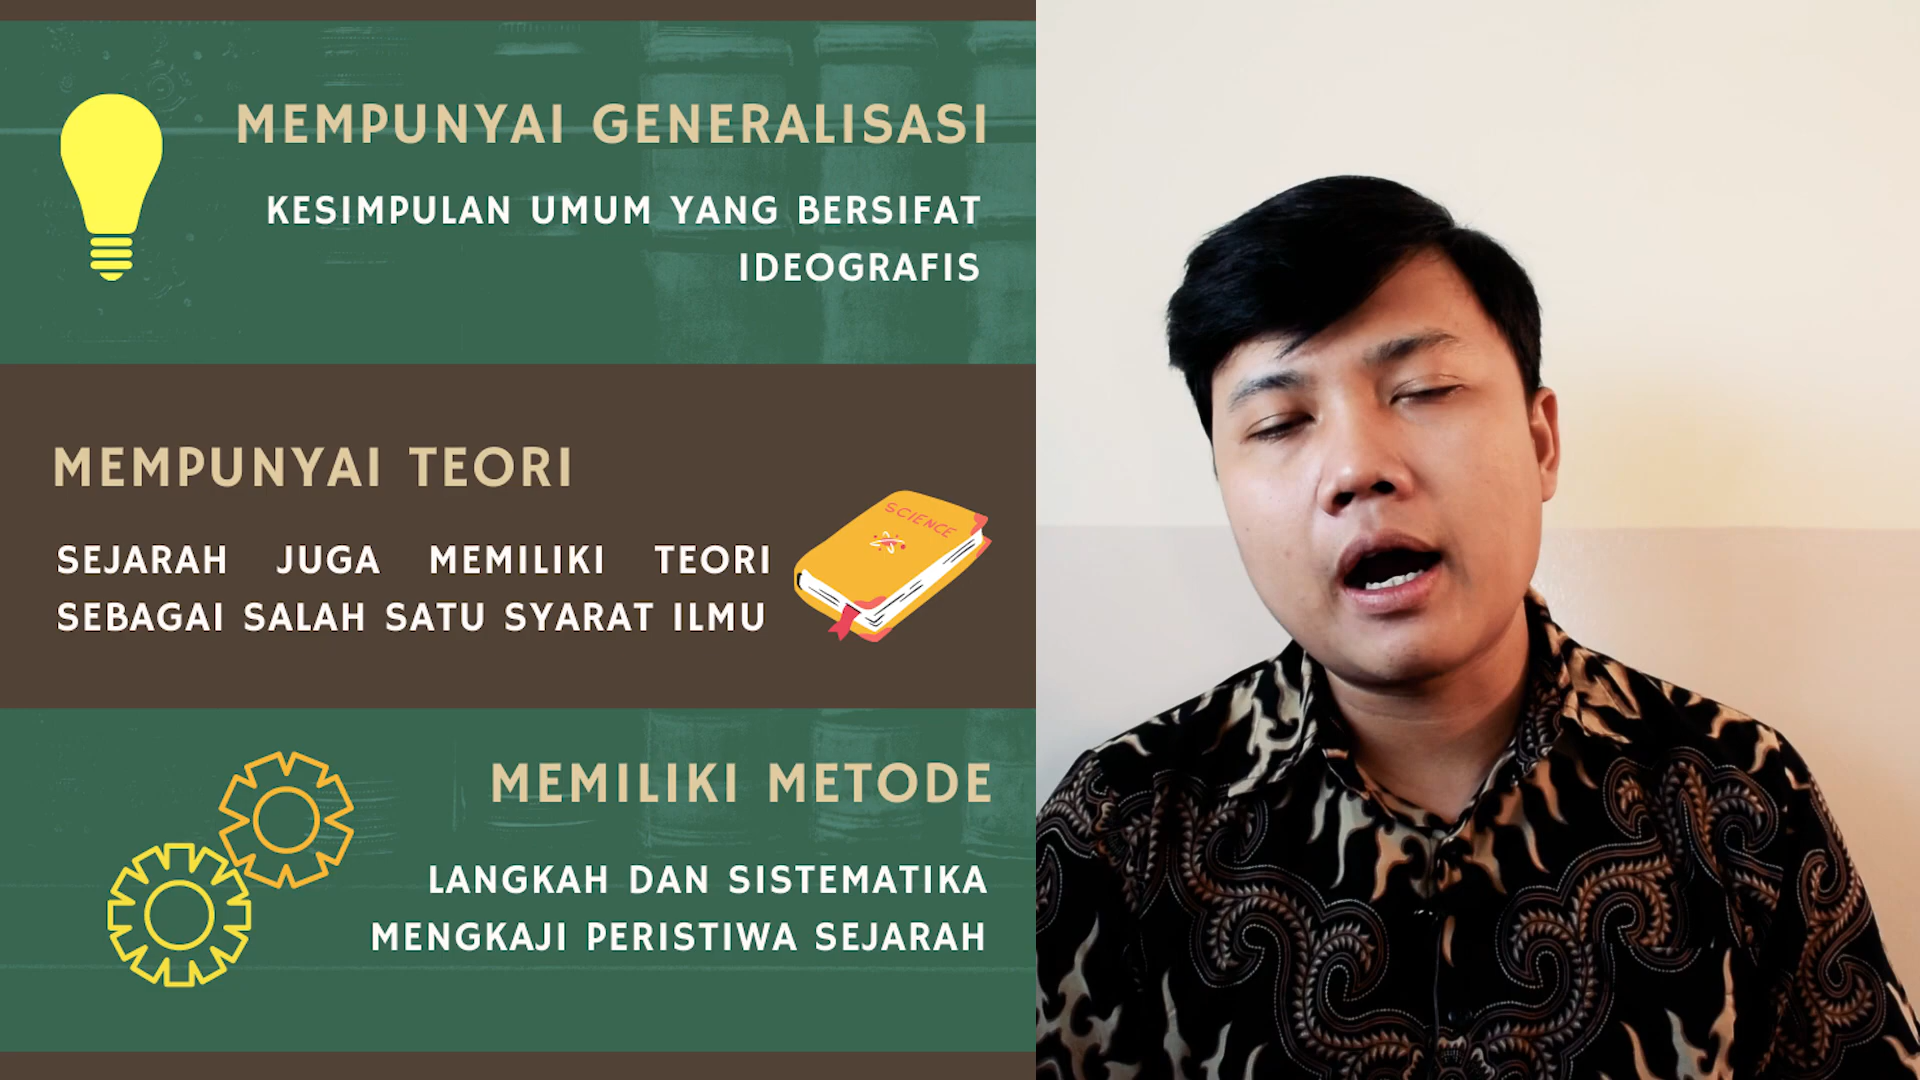 MEMPUNYAI GENERALISASI
KESIMPULAN UMUM YANG BERSIFAT
IDEOGRAFIS
MEMPUNYAI TEORI
SEJARAH JUGA MEMILIKI TEORI
SEBAGAI SALAH SATU SYARAT ILMU
SCIENCE
MEMILIKI METODE
LANGKAH DAN SISTEMATIKA
MENGKAJI PERISTIWA SEJARAH